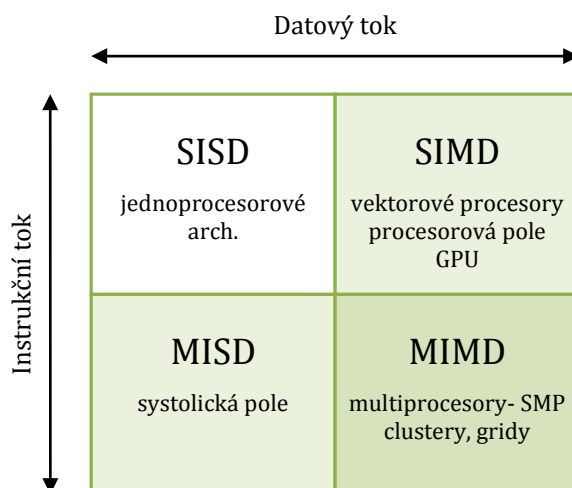 Datový tok
Instrukční tok
SISD
jednoprocesorové
arch.
SIMD
vektorové procesory
procesorová pole
GPU
MISD
systolická pole
MIMD
multiprocesory- SMP
clustery, gridy